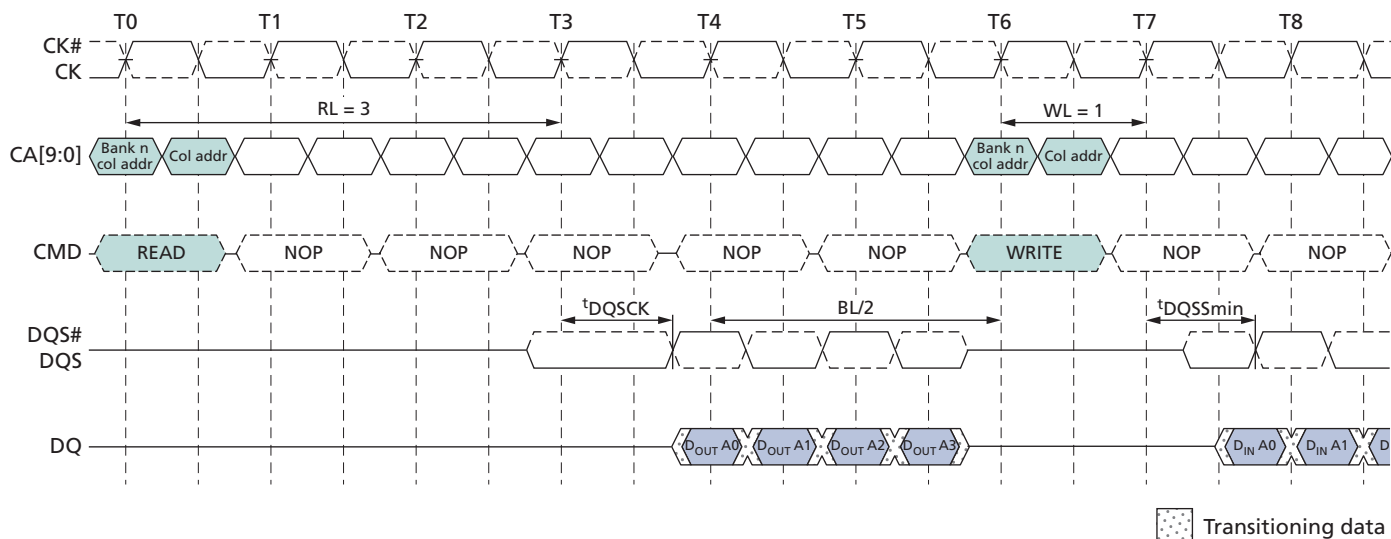 T0 T1 T2 T3 T4 T5 T6 T7 T8
CK#
CK
RL = 3 WL = 1
CA[9:0] Bank n col addr Col addr Bank n col addr Col addr
CMD READ NOP NOP NOP NOP NOP WRITE NOP NOP
tDQSCK BL/2 tDQSSmin
DQS#
DQS
DQ DOUT A0 DOUT A1 DOUT A2 DOUT A3 DIN A0 DIN A1 D
Transitioning data